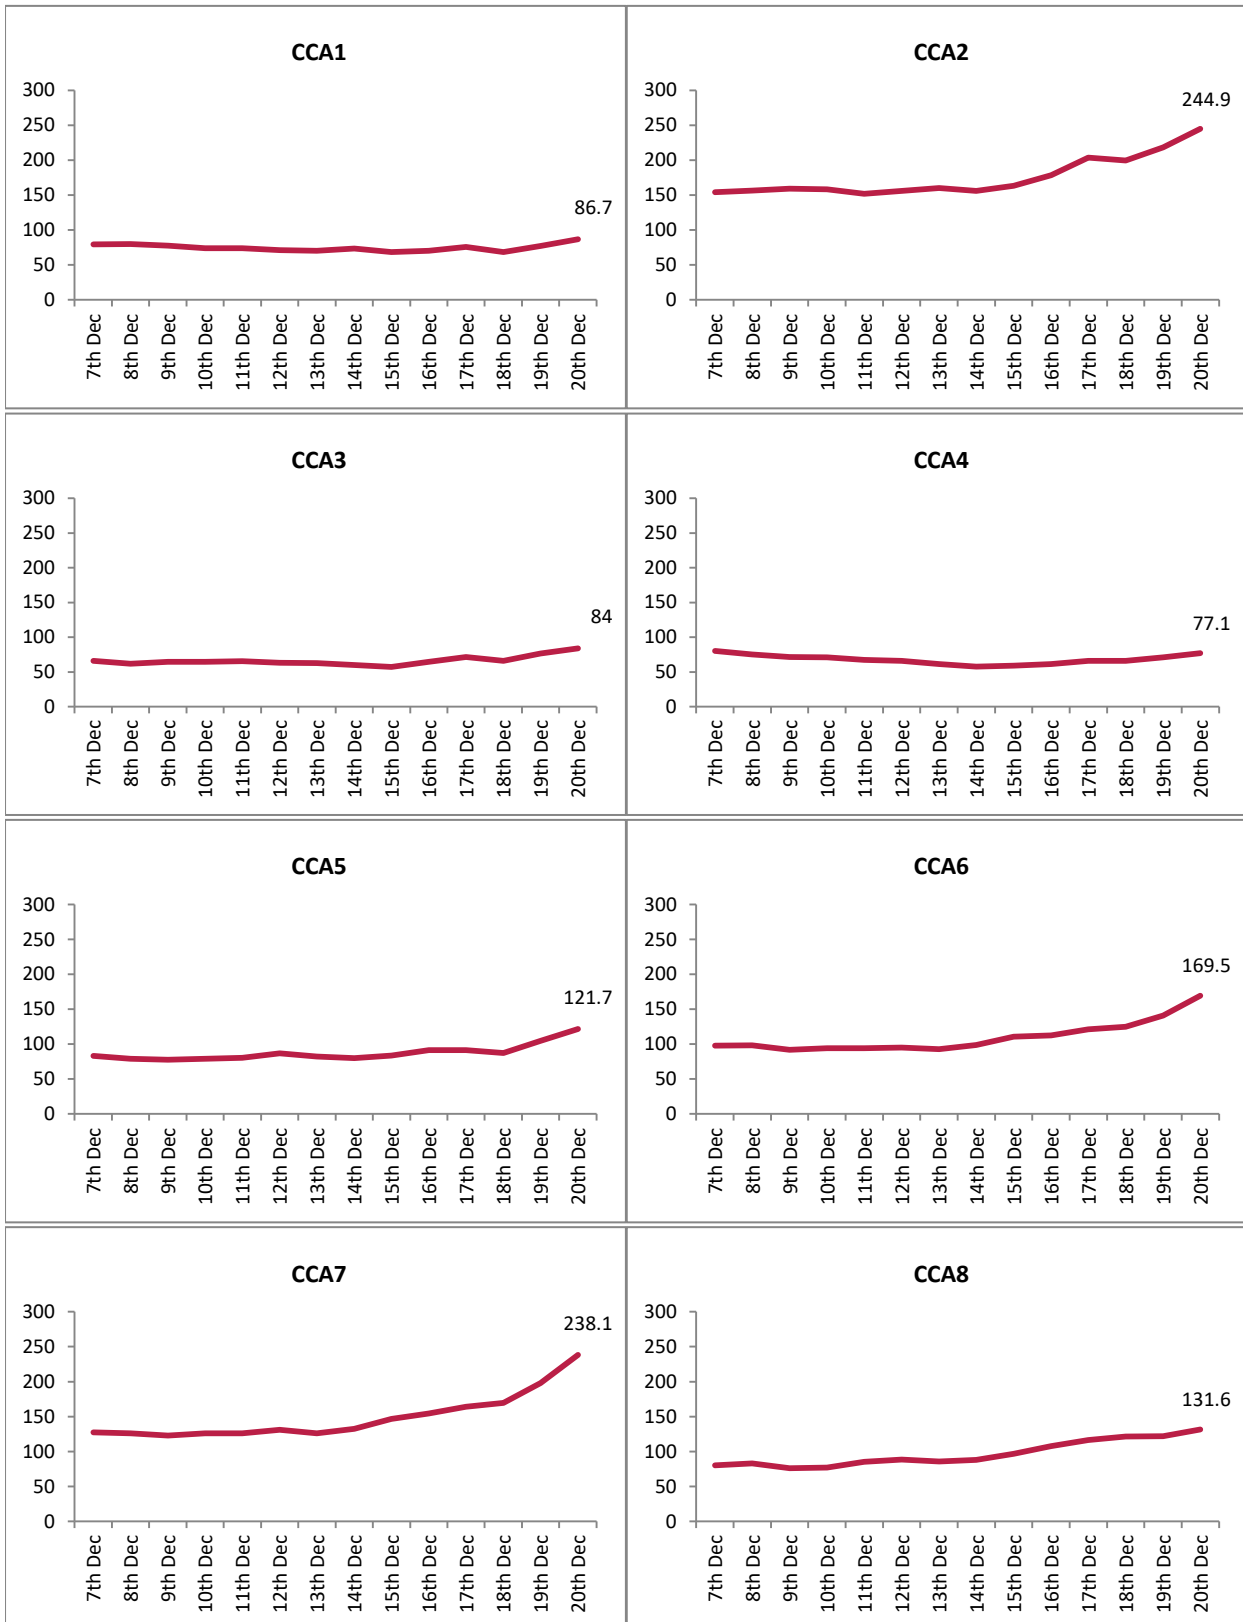 CCA1
300
250
200
150
100
50
0
86.7
7th Dec
8th Dec
9th Dec
10th Dec
11th Dec
12th Dec
13th Dec
14th Dec
15th Dec
16th Dec
17th Dec
18th Dec
19th Dec
20th Dec
CCA2
300
250
200
150
100
50
0
244.9
7th Dec
8th Dec
9th Dec
10th Dec
11th Dec
12th Dec
13th Dec
14th Dec
15th Dec
16th Dec
17th Dec
18th Dec
19th Dec
20th Dec
CCA3
300
250
200
150
100
50
0
84
7th Dec
8th Dec
9th Dec
10th Dec
11th Dec
12th Dec
13th Dec
14th Dec
15th Dec
16th Dec
17th Dec
18th Dec
19th Dec
20th Dec
CCA4
300
250
200
150
100
50
0
77.1
7th Dec
8th Dec
9th Dec
10th Dec
11th Dec
12th Dec
13th Dec
14th Dec
15th Dec
16th Dec
17th Dec
18th Dec
19th Dec
20th Dec
CCA5
300
250
200
150
100
50
0
121.7
7th Dec
8th Dec
9th Dec
10th Dec
11th Dec
12th Dec
13th Dec
14th Dec
15th Dec
16th Dec
17th Dec
18th Dec
19th Dec
20th Dec
CCA6
300
250
200
150
100
50
0
169.5
7th Dec
8th Dec
9th Dec
10th Dec
11th Dec
12th Dec
13th Dec
14th Dec
15th Dec
16th Dec
17th Dec
18th Dec
19th Dec
20th Dec
CCA7
300
250
200
150
100
50
0
238.1
7th Dec
8th Dec
9th Dec
10th Dec
11th Dec
12th Dec
13th Dec
14th Dec
15th Dec
16th Dec
17th Dec
18th Dec
19th Dec
20th Dec
CCA8
300
250
200
150
100
50
0
131.6
7th Dec
8th Dec
9th Dec
10th Dec
11th Dec
12th Dec
13th Dec
14th Dec
15th Dec
16th Dec
17th Dec
18th Dec
19th Dec
20th Dec